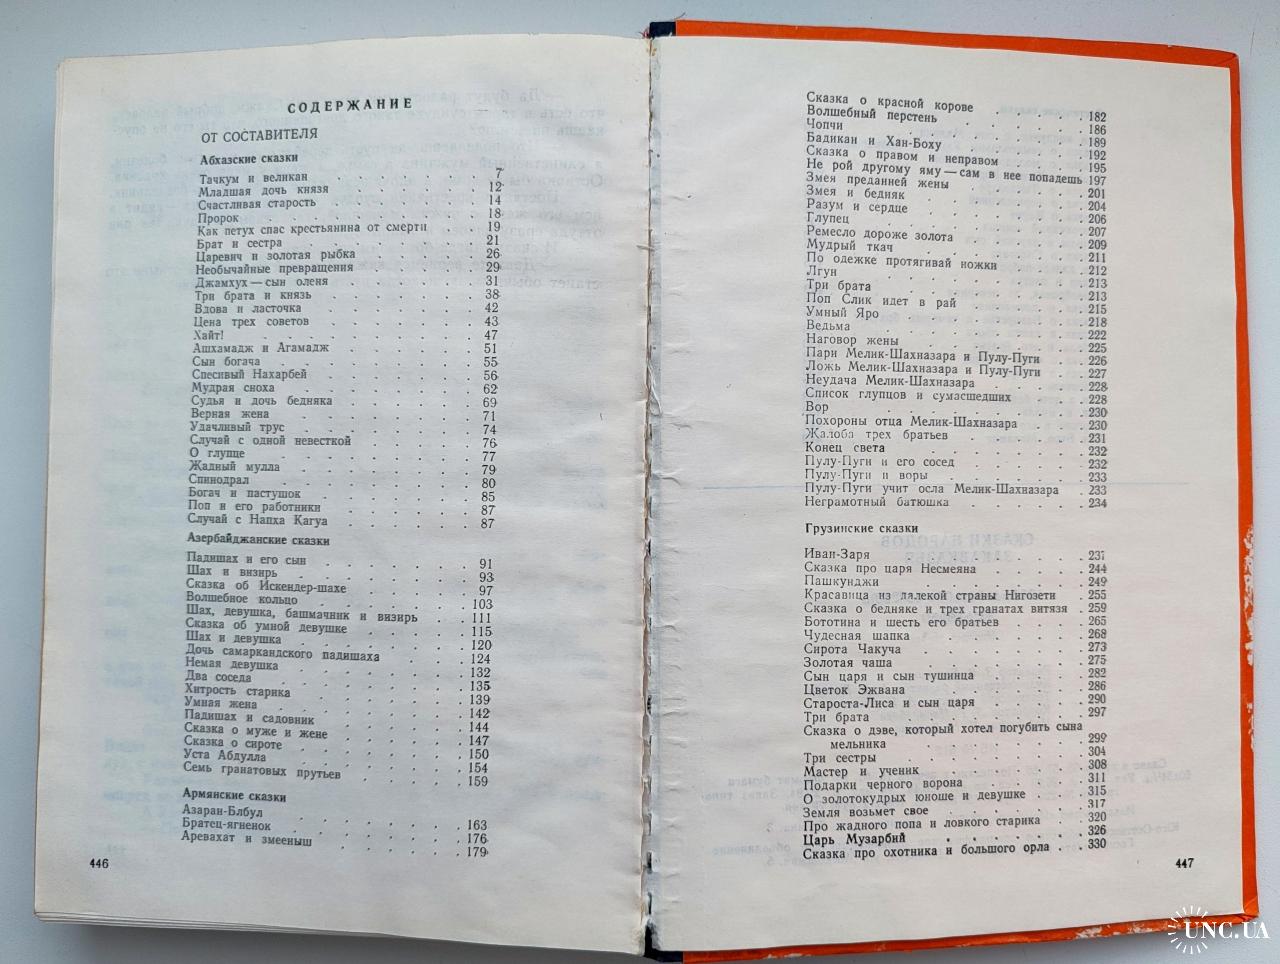 СОДЕРЖАНИЕ
ОТ СОСТАВИТЕЛЯ
Абхазские сказки
Тачкум и великан . . . . . . . 7
Младшая дочь князя . . . . . . 12
Счастливая старость . . . . . . 14
Пророк . . . . . . . . . 18
Как петух спас крестьянина от смерти . . 19
Брат и сестра . . . . . . . 21
Царевич и золотая рыбка . . . . . 26
Необычайные превращения . . . . . 29
Джамхух — сын оленя . . . . . 31
Три брата и князь . . . . . . 38
Вдова и ласточка . . . . . . 42
Цена трех советов . . . . . . 43
Хайт! . . . . . . . . . 47
Ашхамадж и Агамадж . . . . . 51
Сын богача . . . . . . . 55
Спесивый Нахарбей . . . . . . 56
Мудрая сноха . . . . . . . 62
Судья и дочь бедняка . . . . . 69
Верная жена . . . . . . . 71
Удачливый трус . . . . . . 74
Случай с одной невесткой . . . . 76
О глупце . . . . . . . . 77
Жадный мулла . . . . . . . 79
Спинодрал . . . . . . . . 80
Богач и пастушок . . . . . . 85
Поп и его работники . . . . . 87
Случай с Напха Кагуа . . . . . 87
Азербайджанские сказки
Падишах и его сын . . . . . . 91
Шах и визирь . . . . . . . 93
Сказка об Искендер-шахе . . . . . 97
Волшебное кольцо . . . . . . 103
Шах, девушка, башмачник и визирь . . 111
Сказка об умной девушке . . . . 115
Шах и девушка . . . . . . . 120
Дочь самаркандского падишаха . . . 124
Немая девушка . . . . . . . 132
Два соседа . . . . . . . . 135
Хитрость старика . . . . . . 139
Умная жена . . . . . . . 142
Падишах и садовник . . . . . . 144
Сказка о муже и жене . . . . . 147
Сказка о сироте . . . . . . 150
Уста Абдулла . . . . . . . 154
Семь гранатовых прутьев . . . . 159
Армянские сказки
Азаран-Блбул . . . . . . . 163
Братец-ягненок . . . . . . . 176
Аревахат и змееныш . . . . . . 179
446
Сказка о красной корове . . . . 182
Волшебный перстень . . . . . . 186
Чопчи . . . . . . . . . 189
Бадикан и Хан-Боху . . . . . . 192
Сказка о правом и неправом . . . . 195
Не рой другому яму — сам в нее попадешь 197
Змея преданней жены . . . . . 201
Змея и бедняк . . . . . . . 204
Разум и сердце . . . . . . . 206
Глупец . . . . . . . . . 207
Ремесло дороже золота . . . . . 209
Мудрый ткач . . . . . . . 211
По одежке протягивай ножки . . . . 212
Лгун . . . . . . . . . 213
Три брата . . . . . . . . 213
Поп Слик идет в рай . . . . . 215
Умный Яро . . . . . . . . 218
Ведьма . . . . . . . . . 222
Наговор жены . . . . . . . 225
Пари Мелик-Шахназара и Пулу-Пуги . . 226
Ложь Мелик-Шахназара и Пулу-Пуги . . 227
Неудача Мелик-Шахназара . . . . 228
Список глупцов и сумасшедших . . . 228
Вор . . . . . . . . . 230
Похороны отца Мелик-Шахназара . . . 230
Жалоба трех братьев . . . . . 231
Конец света . . . . . . . 232
Пулу-Пуги и его сосед . . . . . 232
Пулу-Пуги и воры . . . . . . 233
Пулу-Пуги учит осла Мелик-Шахназара . 233
Неграмотный батюшка . . . . . 234
Грузинские сказки
Иван-Заря . . . . . . . . 237
Сказка про царя Несмеяна . . . . 244
Пашкунджи . . . . . . . . 249
Красавица из далекой страны Нигозети . 255
Сказка о бедняке и трех гранатах витязя . 259
Бототина и шесть его братьев . . . . 265
Чудесная шапка . . . . . . . 268
Сирота Чакуча . . . . . . . 273
Золотая чаша . . . . . . . 275
Сын царя и сын тушинца . . . . 282
Цветок Эжвана . . . . . . . 286
Староста-Лиса и сын царя . . . . 290
Три брата . . . . . . . . 297
Сказка о дэве, который хотел погубить сына
мельника . . . . . . . . 299
Три сестры . . . . . . . . 304
Мастер и ученик . . . . . . . 308
Подарки черного ворона . . . . . 311
О золотокудрых юноше и девушке . . . 315
Земля возьмет свое . . . . . . 317
Про жадного попа и ловкого старика . . 320
Царь Музарбий . . . . . . . 326
Сказка про охотника и большого орла . . 330
447
UNC.UA